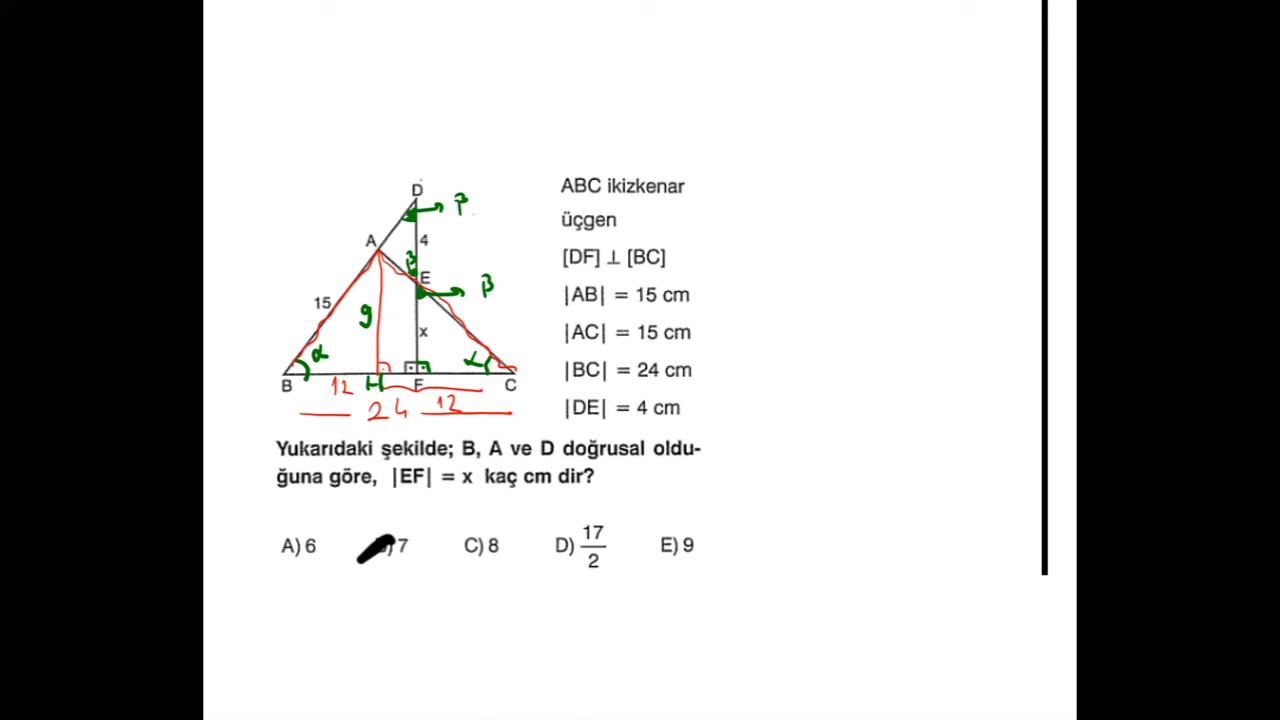 D
β
A
4
β
E
β
15
9
x
α
α
B
12
H
F
C
24
12
ABC ikizkenar
üçgen
[DF] ⊥ [BC]
|AB| = 15 cm
|AC| = 15 cm
|BC| = 24 cm
|DE| = 4 cm
Yukarıdaki şekilde; B, A ve D doğrusal oldu-
ğuna göre, |EF| = x kaç cm dir?
A) 6 ) 7 C) 8 D) 17/2 E) 9